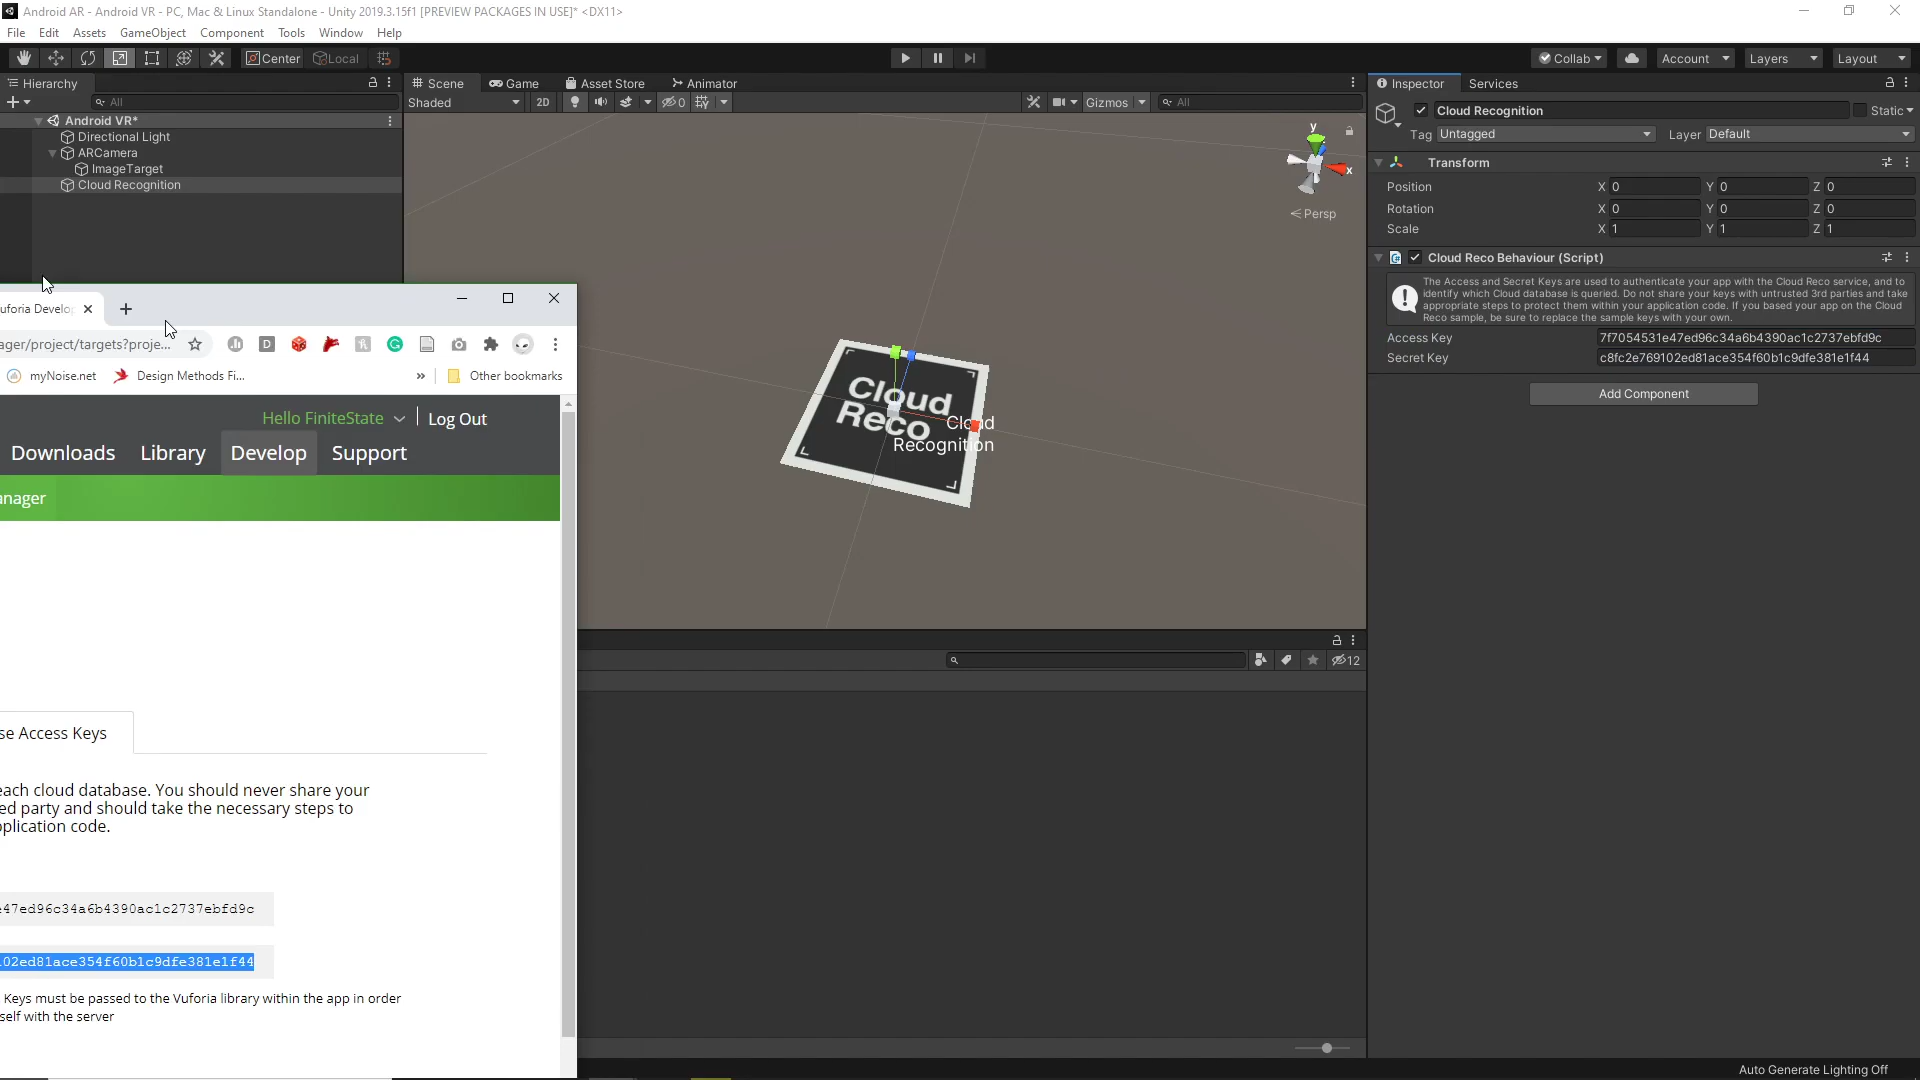 Android AR - Android VR - PC, Mac & Linux Standalone - Unity 2019.3.15f1 [PREVIEW PACKAGES IN USE]* <DX11>
File Edit Assets GameObject Component Tools Window Help
Center Local
Collab Account Layers Layout
Hierarchy
All
Android VR*
Directional Light
ARCamera
ImageTarget
Cloud Recognition
Scene Game Asset Store Animator
Shaded 2D 0 Gizmos All
y
x
Persp
Cloud
Reco
Cloud
Recognition
12
Inspector Services
Cloud Recognition Static
Tag Untagged Layer Default
Transform
Position X 0 Y 0 Z 0
Rotation X 0 Y 0 Z 0
Scale X 1 Y 1 Z 1
Cloud Reco Behaviour (Script)
The Access and Secret Keys are used to authenticate your app with the Cloud Reco service, and to
identify which Cloud database is queried. Do not share your keys with untrusted 3rd parties and take
appropriate steps to protect them within your application code. If you based your app on the Cloud
Reco sample, be sure to replace the sample keys with your own.
Access Key 7f7054531e47ed96c34a6b4390ac1c2737ebfd9c
Secret Key c8fc2e769102ed81ace354f60b1c9dfe381e1f44
Add Component
Auto Generate Lighting Off
uforia Develop
ager/project/targets?proje...
myNoise.net Design Methods Fi... » Other bookmarks
Hello FiniteState Log Out
Downloads Library Develop Support
anager
se Access Keys
each cloud database. You should never share your
ed party and should take the necessary steps to
pplication code.
e47ed96c34a6b4390ac1c2737ebfd9c
102ed81ace354f60b1c9dfe381e1f44
Keys must be passed to the Vuforia library within the app in order
self with the server